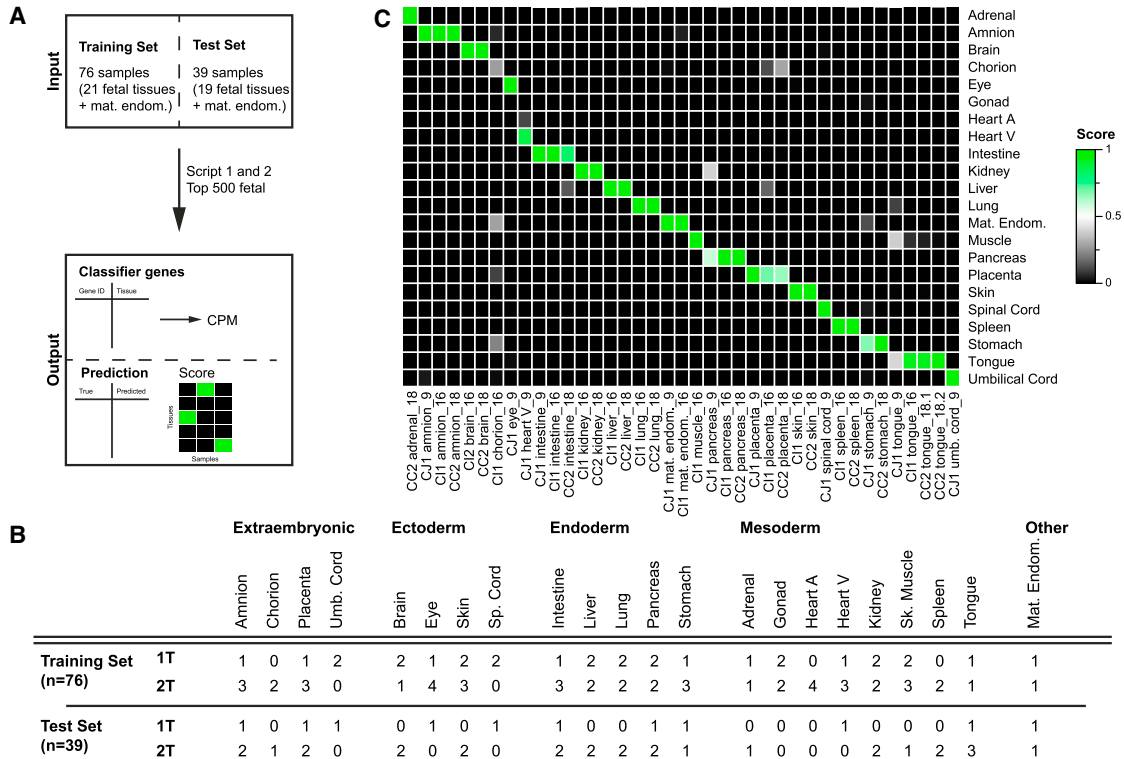 A
Input
Training Set
76 samples
(21 fetal tissues
+ mat. endom.)
Test Set
39 samples
(19 fetal tissues
+ mat. endom.)
Script 1 and 2
Top 500 fetal
Output
Classifier genes
Gene ID Tissue
CPM
Prediction
True Predicted
Score
Tissues
Samples
C
Adrenal
Amnion
Brain
Chorion
Eye
Gonad
Heart A
Heart V
Intestine
Kidney
Liver
Lung
Mat. Endom.
Muscle
Pancreas
Placenta
Skin
Spinal Cord
Spleen
Stomach
Tongue
Umbilical Cord
CC2 adrenal_18
CJ1 amnion_9
CI1 amnion_16
CC2 amnion_18
CI2 brain_16
CC2 brain_18
CI1 chorion_16
CJ1 eye_9
CJ1 heart V_9
CJ1 intestine_9
CI1 intestine_16
CC2 intestine_18
CI1 kidney_16
CC2 kidney_18
CI1 liver_16
CC2 liver_18
CI1 lung_16
CC2 lung_18
CJ1 mat. endom._9
CI1 mat. endom._16
CI1 muscle_16
CJ1 pancreas_9
CI1 pancreas_16
CC2 pancreas_18
CJ1 placenta_9
CI1 placenta_16
CC2 placenta_18
CI1 skin_16
CC2 skin_18
CJ1 spinal cord_9
CI1 spleen_16
CC2 spleen_18
CJ1 stomach_9
CC2 stomach_18
CJ1 tongue_9
CI1 tongue_16
CC2 tongue_18.1
CC2 tongue_18.2
CJ1 umb. cord_9
Score
1
0.5
0
B
Extraembryonic Ectoderm Endoderm Mesoderm Other
Amnion Chorion Placenta Umb. Cord Brain Eye Skin Sp. Cord Intestine Liver Lung Pancreas Stomach Adrenal Gonad Heart A Heart V Kidney Sk. Muscle Spleen Tongue Mat. Endom.
Training Set 1T 1 0 1 2 2 1 2 2 1 2 2 2 1 1 2 0 1 2 2 0 1 1
(n=76) 2T 3 2 3 0 1 4 3 0 3 2 2 2 3 1 2 4 3 2 3 2 1 1
Test Set 1T 1 0 1 1 0 1 0 1 1 0 0 1 1 0 0 0 1 0 0 0 1 1
(n=39) 2T 2 1 2 0 2 0 2 0 2 2 2 2 1 1 0 0 0 2 1 2 3 1